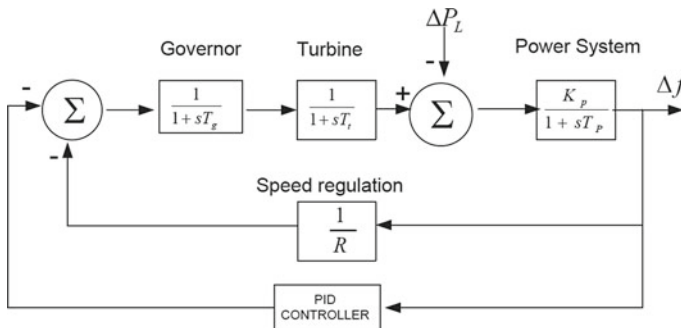 ΔP_L
Governor
Turbine
Power System
-
-
Δf
Σ
1
1 + sT_g
1
1 + sT_t
+
Σ
K_p
1 + sT_P
-
Speed regulation
1
R
PID
CONTROLLER